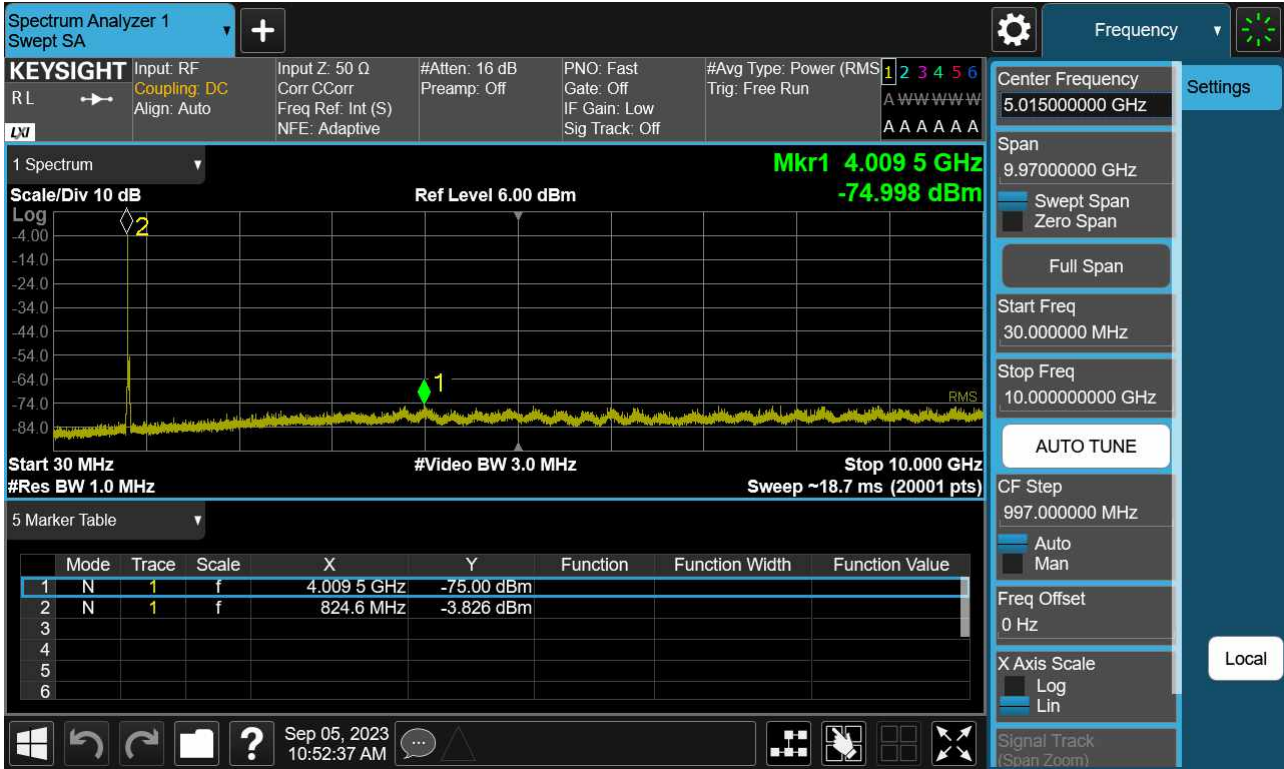 Spectrum Analyzer 1
Swept SA
+
Frequency
KEYSIGHT
RL
LXI
Input: RF
Coupling: DC
Align: Auto
Input Z: 50 Ω
Corr CCorr
Freq Ref: Int (S)
NFE: Adaptive
#Atten: 16 dB
Preamp: Off
PNO: Fast
Gate: Off
IF Gain: Low
Sig Track: Off
#Avg Type: Power (RMS
Trig: Free Run
1 2 3 4 5 6
A W W W W W
A A A A A A
1 Spectrum
Scale/Div 10 dB
Ref Level 6.00 dBm
Mkr1 4.009 5 GHz
-74.998 dBm
Log
-4.00
-14.0
-24.0
-34.0
-44.0
-54.0
-64.0
-74.0
-84.0
2
1
RMS
Start 30 MHz
#Video BW 3.0 MHz
Stop 10.000 GHz
#Res BW 1.0 MHz
Sweep ~18.7 ms (20001 pts)
5 Marker Table
Mode Trace Scale X Y Function Function Width Function Value
1 N 1 f 4.009 5 GHz -75.00 dBm
2 N 1 f 824.6 MHz -3.826 dBm
3
4
5
6
Center Frequency
5.015000000 GHz
Span
9.97000000 GHz
Swept Span
Zero Span
Full Span
Start Freq
30.000000 MHz
Stop Freq
10.000000000 GHz
AUTO TUNE
CF Step
997.000000 MHz
Auto
Man
Freq Offset
0 Hz
X Axis Scale
Log
Lin
Signal Track
(Span Zoom)
Settings
Local
?
Sep 05, 2023
10:52:37 AM